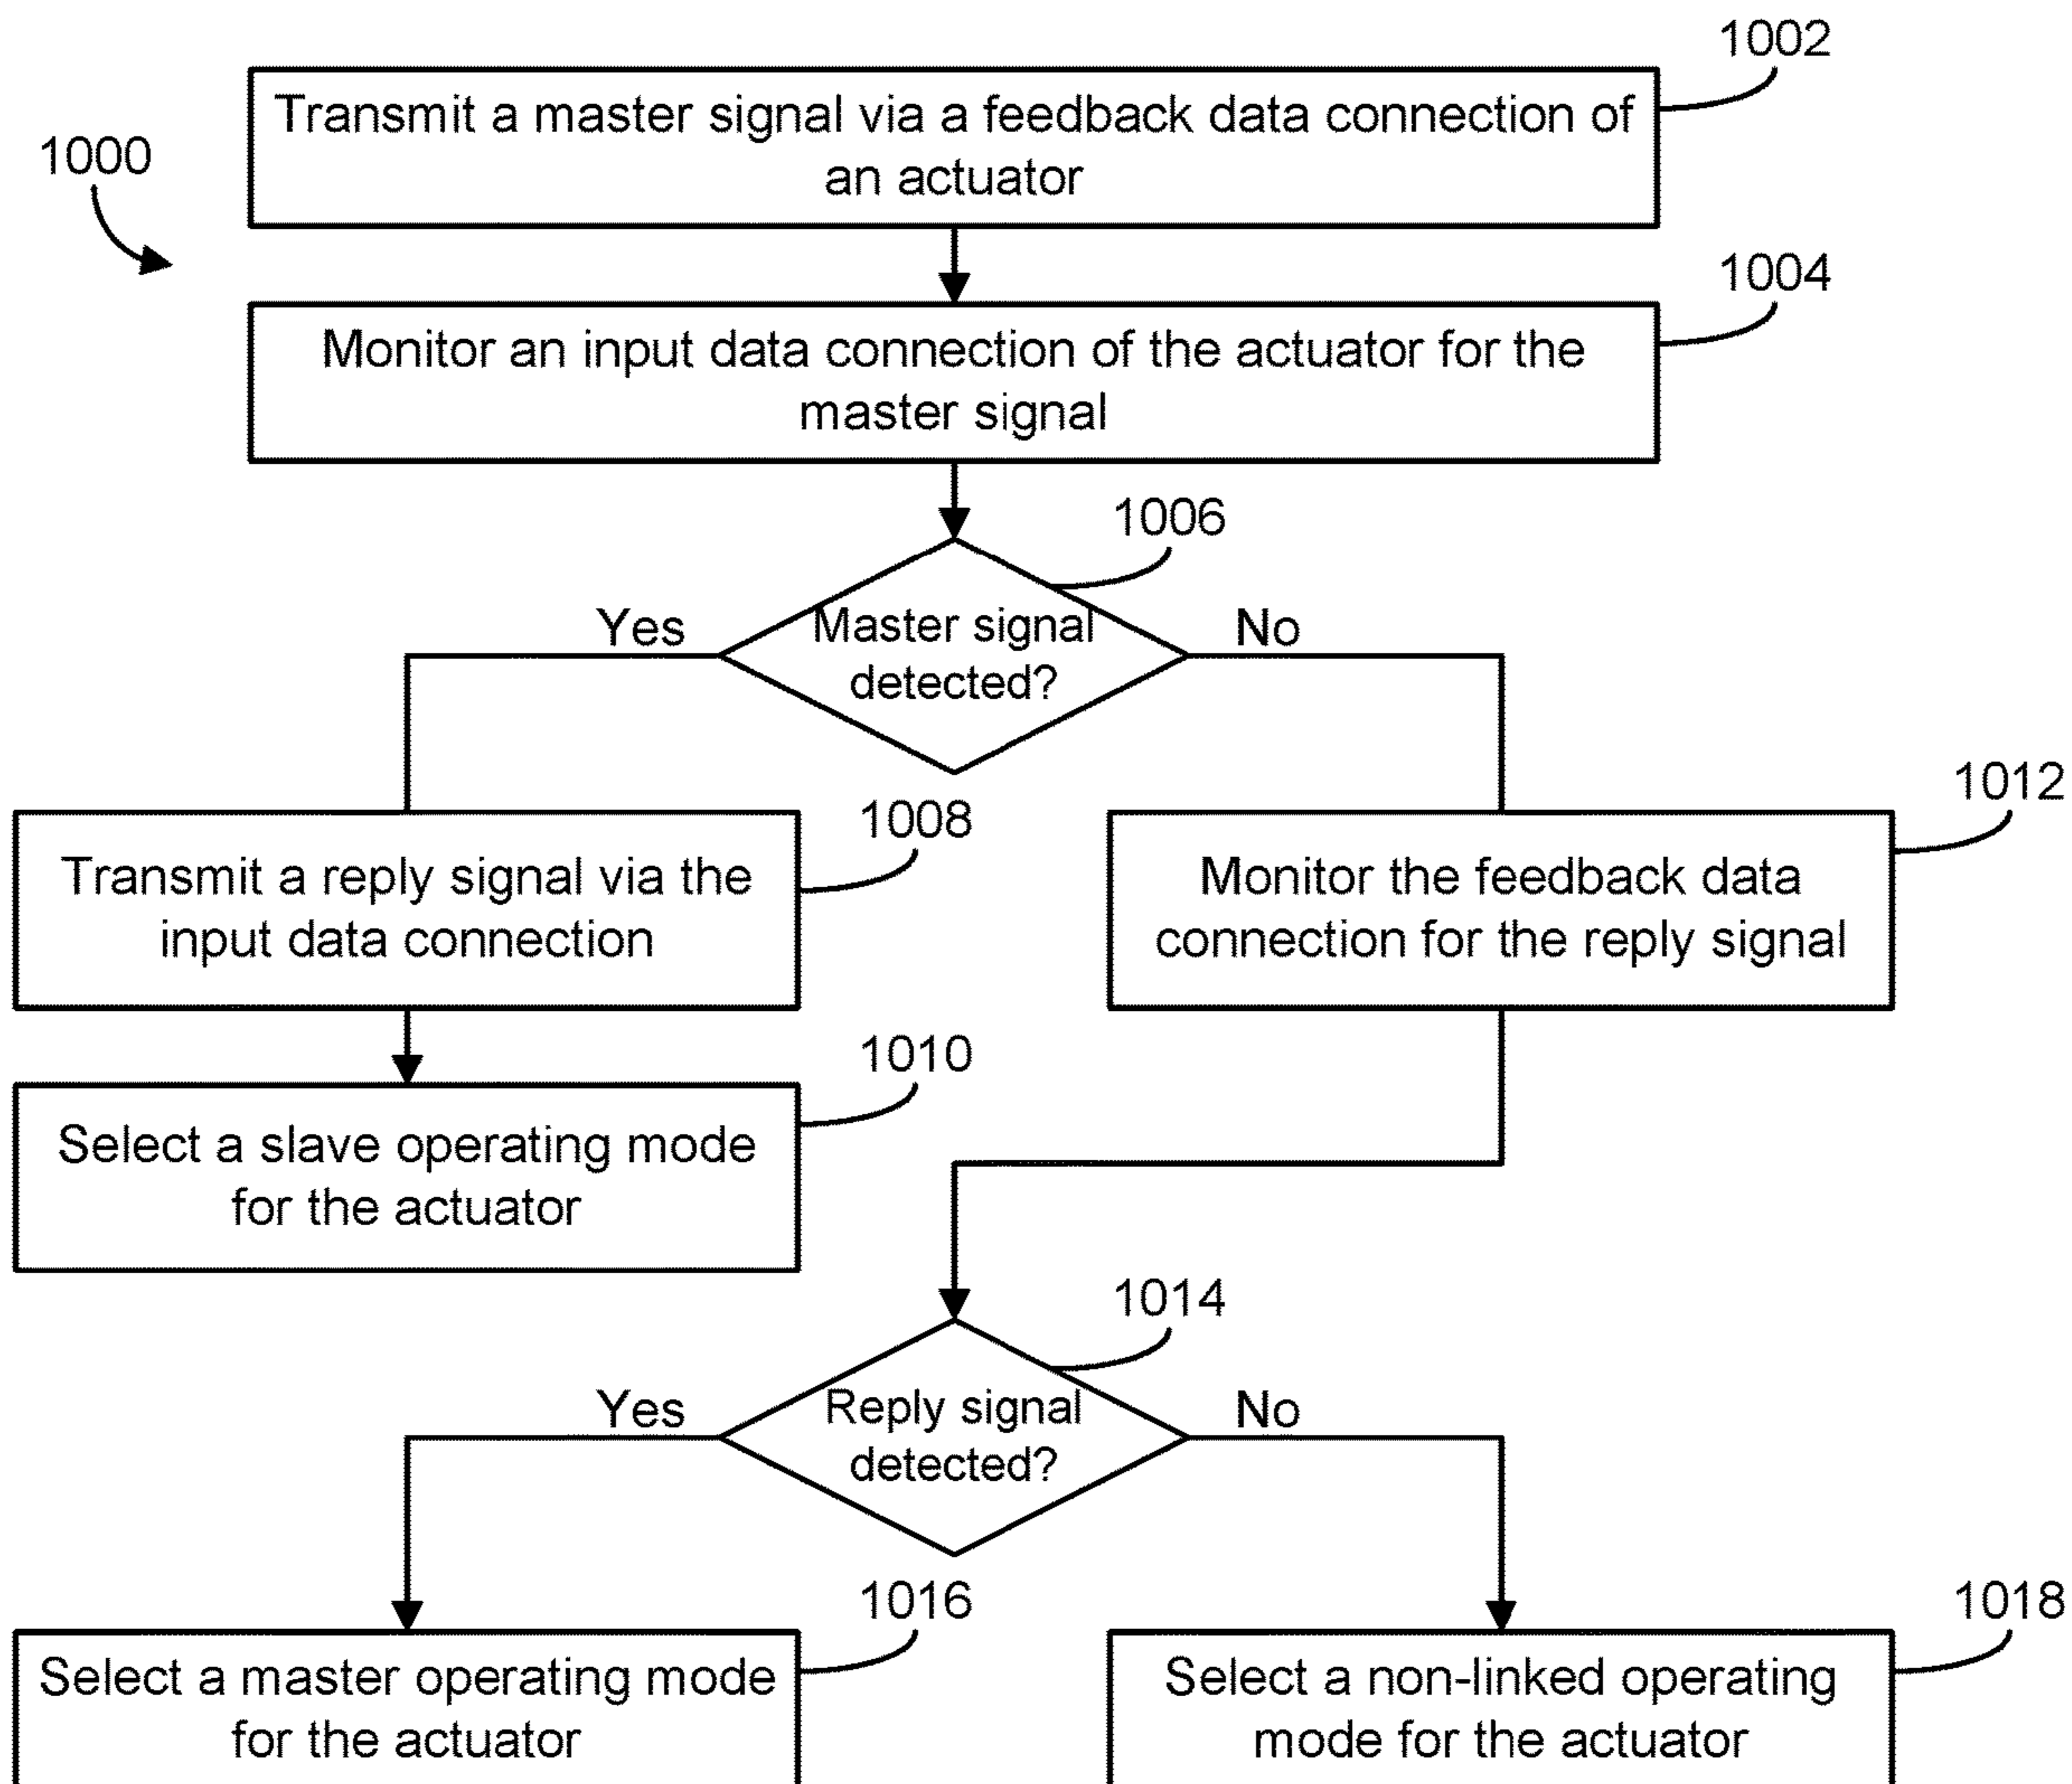 1002
Transmit a master signal via a feedback data connection of
an actuator
1000
1004
Monitor an input data connection of the actuator for the
master signal
1006
Yes
Master signal
detected?
No
1008
Transmit a reply signal via the
input data connection
1012
Monitor the feedback data
connection for the reply signal
1010
Select a slave operating mode
for the actuator
1014
Yes
Reply signal
detected?
No
1016
Select a master operating mode
for the actuator
1018
Select a non-linked operating
mode for the actuator